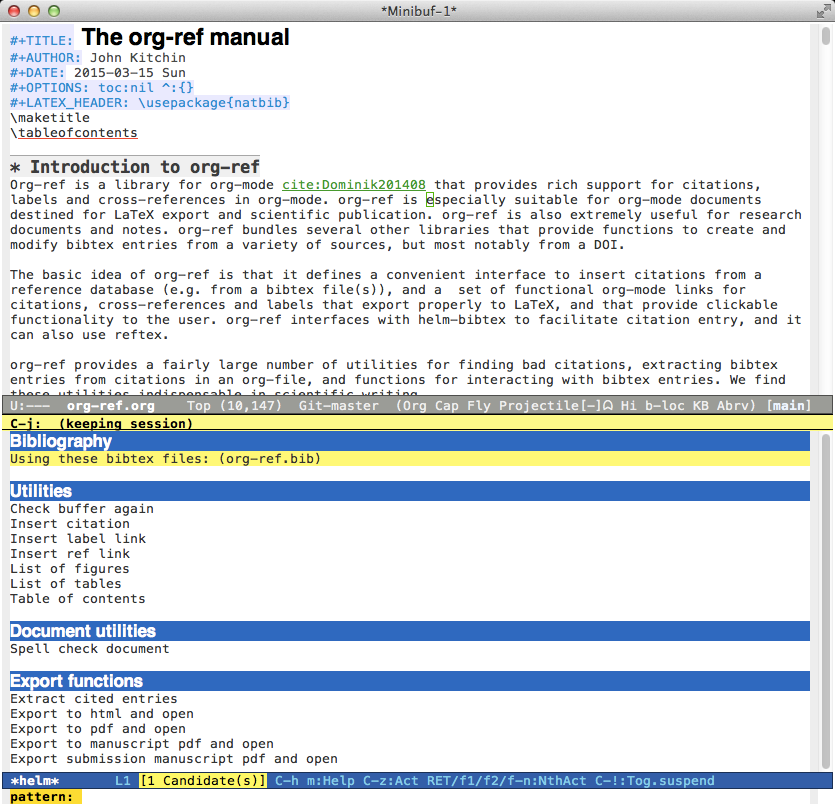 *Minibuf-1*
#+TITLE: The org-ref manual
#+AUTHOR: John Kitchin
#+DATE: 2015-03-15 Sun
#+OPTIONS: toc:nil ^:{}
#+LATEX_HEADER: \usepackage{natbib}
\maketitle
\tableofcontents
* Introduction to org-ref
Org-ref is a library for org-mode cite:Dominik201408 that provides rich support for citations,
labels and cross-references in org-mode. org-ref is especially suitable for org-mode documents
destined for LaTeX export and scientific publication. org-ref is also extremely useful for research
documents and notes. org-ref bundles several other libraries that provide functions to create and
modify bibtex entries from a variety of sources, but most notably from a DOI.
The basic idea of org-ref is that it defines a convenient interface to insert citations from a
reference database (e.g. from a bibtex file(s)), and a  set of functional org-mode links for
citations, cross-references and labels that export properly to LaTeX, and that provide clickable
functionality to the user. org-ref interfaces with helm-bibtex to facilitate citation entry, and it
can also use reftex.
org-ref provides a fairly large number of utilities for finding bad citations, extracting bibtex
entries from citations in an org-file, and functions for interacting with bibtex entries. We find
these utilities indispensable in scientific writing.
U:---  org-ref.org    Top (10,147)  Git-master  (Org Cap Fly Projectile[-] Hi b-loc KB Abrv) [main]
C-j:  (keeping session)
Bibliography
Using these bibtex files: (org-ref.bib)
Utilities
Check buffer again
Insert citation
Insert label link
Insert ref link
List of figures
List of tables
Table of contents
Document utilities
Spell check document
Export functions
Extract cited entries
Export to html and open
Export to pdf and open
Export to manuscript pdf and open
Export submission manuscript pdf and open
*helm*       L1 [1 Candidate(s)] C-h m:Help C-z:Act RET/f1/f2/f-n:NthAct C-!:Tog.suspend
pattern: